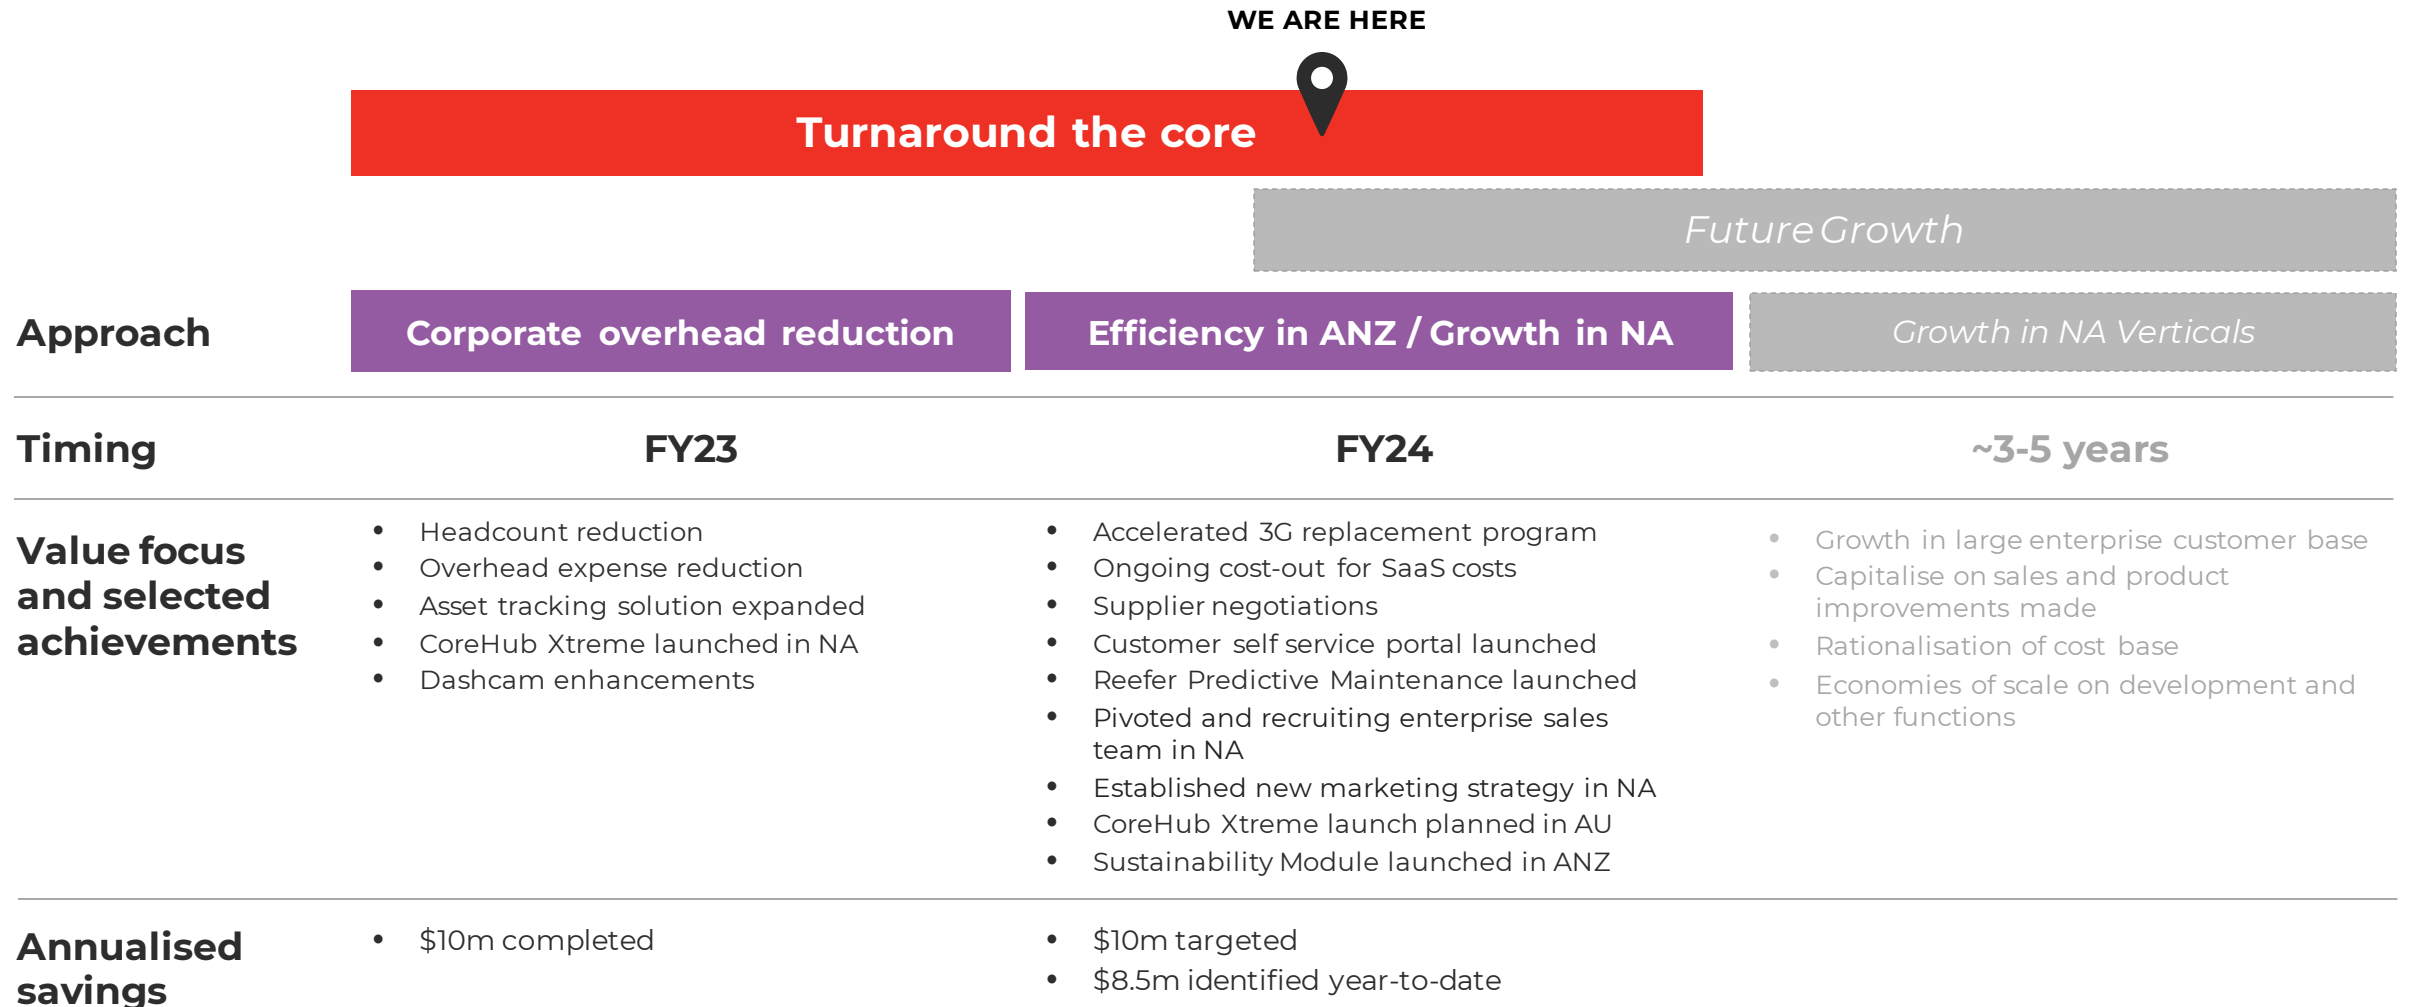 WE ARE HERE
Turnaround the core
Future Growth
Approach
Corporate overhead reduction
Efficiency in ANZ / Growth in NA
Growth in NA Verticals
Timing
FY23
FY24
~3-5 years
Value focus
and selected
achievements
• Headcount reduction
• Overhead expense reduction
• Asset tracking solution expanded
• CoreHub Xtreme launched in NA
• Dashcam enhancements
• Accelerated 3G replacement program
• Ongoing cost-out for SaaS costs
• Supplier negotiations
• Customer self service portal launched
• Reefer Predictive Maintenance launched
• Pivoted and recruiting enterprise sales
team in NA
• Established new marketing strategy in NA
• CoreHub Xtreme launch planned in AU
• Sustainability Module launched in ANZ
• Growth in large enterprise customer base
• Capitalise on sales and product
improvements made
• Rationalisation of cost base
• Economies of scale on development and
other functions
Annualised
savings
• $10m completed
• $10m targeted
• $8.5m identified year-to-date